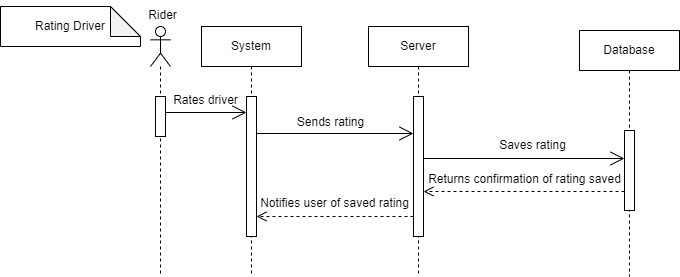 Rider
Rating Driver
System
Server
Database
Rates driver
Sends rating
Saves rating
Returns confirmation of rating saved
Notifies user of saved rating